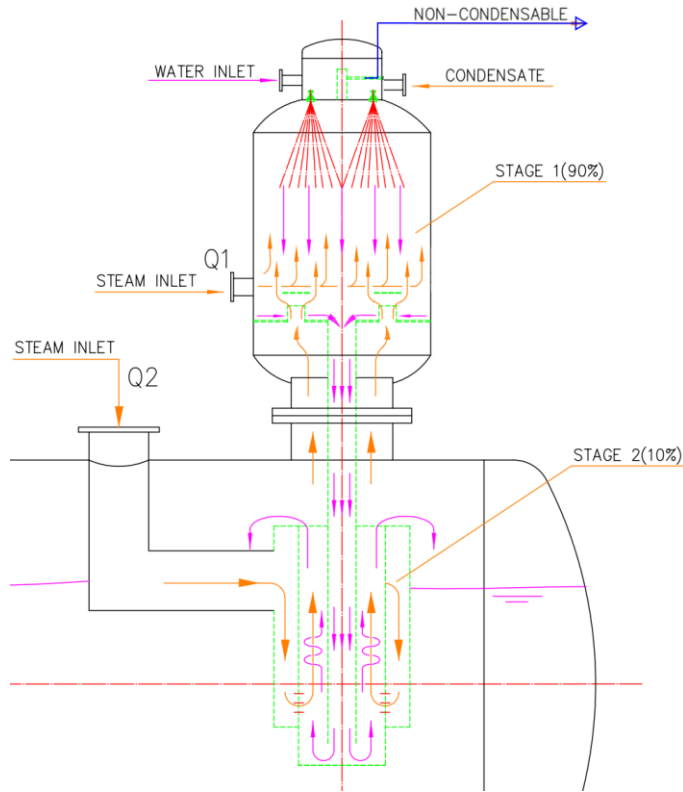 NON-CONDENSABLE
WATER INLET
CONDENSATE
STAGE 1(90%)
Q1
STEAM INLET
STEAM INLET
Q2
STAGE 2(10%)